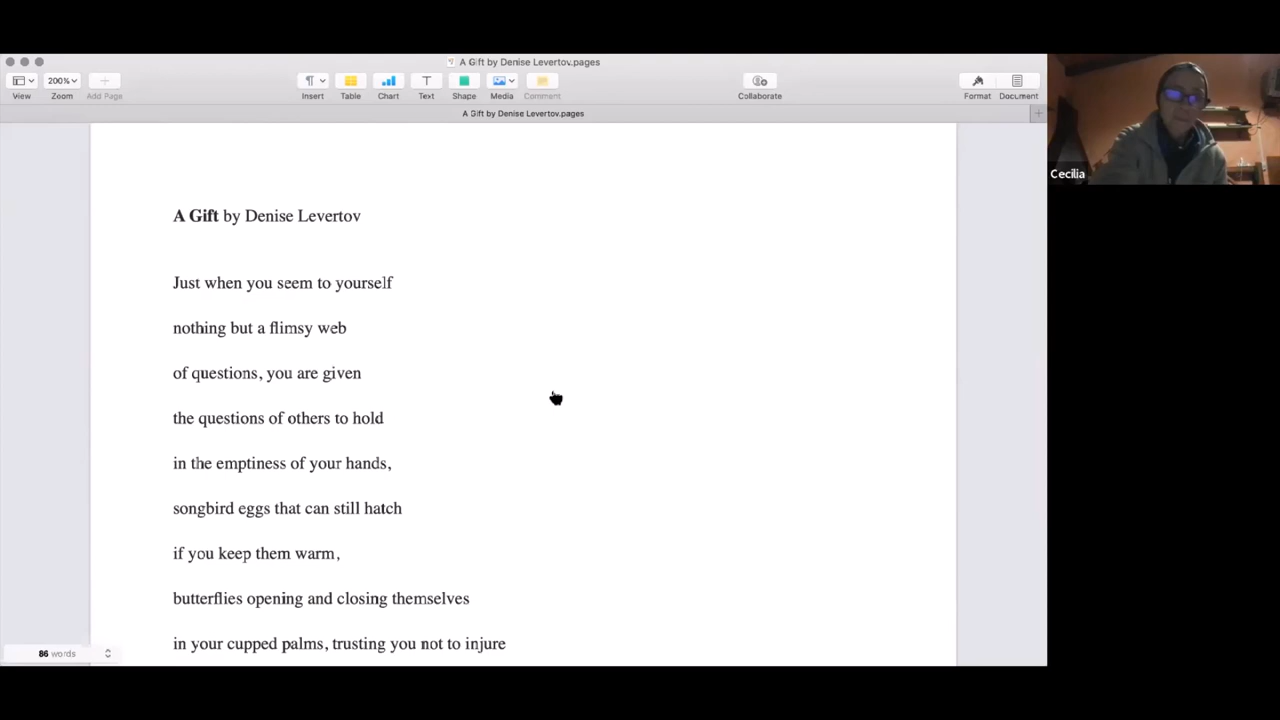 A Gift by Denise Levertov.pages
View
200%
Zoom
Add Page
Insert
Table
Chart
Text
Shape
Media
Comment
Collaborate
Format
Document
A Gift by Denise Levertov.pages
A Gift by Denise Levertov
Just when you seem to yourself
nothing but a flimsy web
of questions, you are given
the questions of others to hold
in the emptiness of your hands,
songbird eggs that can still hatch
if you keep them warm,
butterflies opening and closing themselves
in your cupped palms, trusting you not to injure
86 words
Cecilia